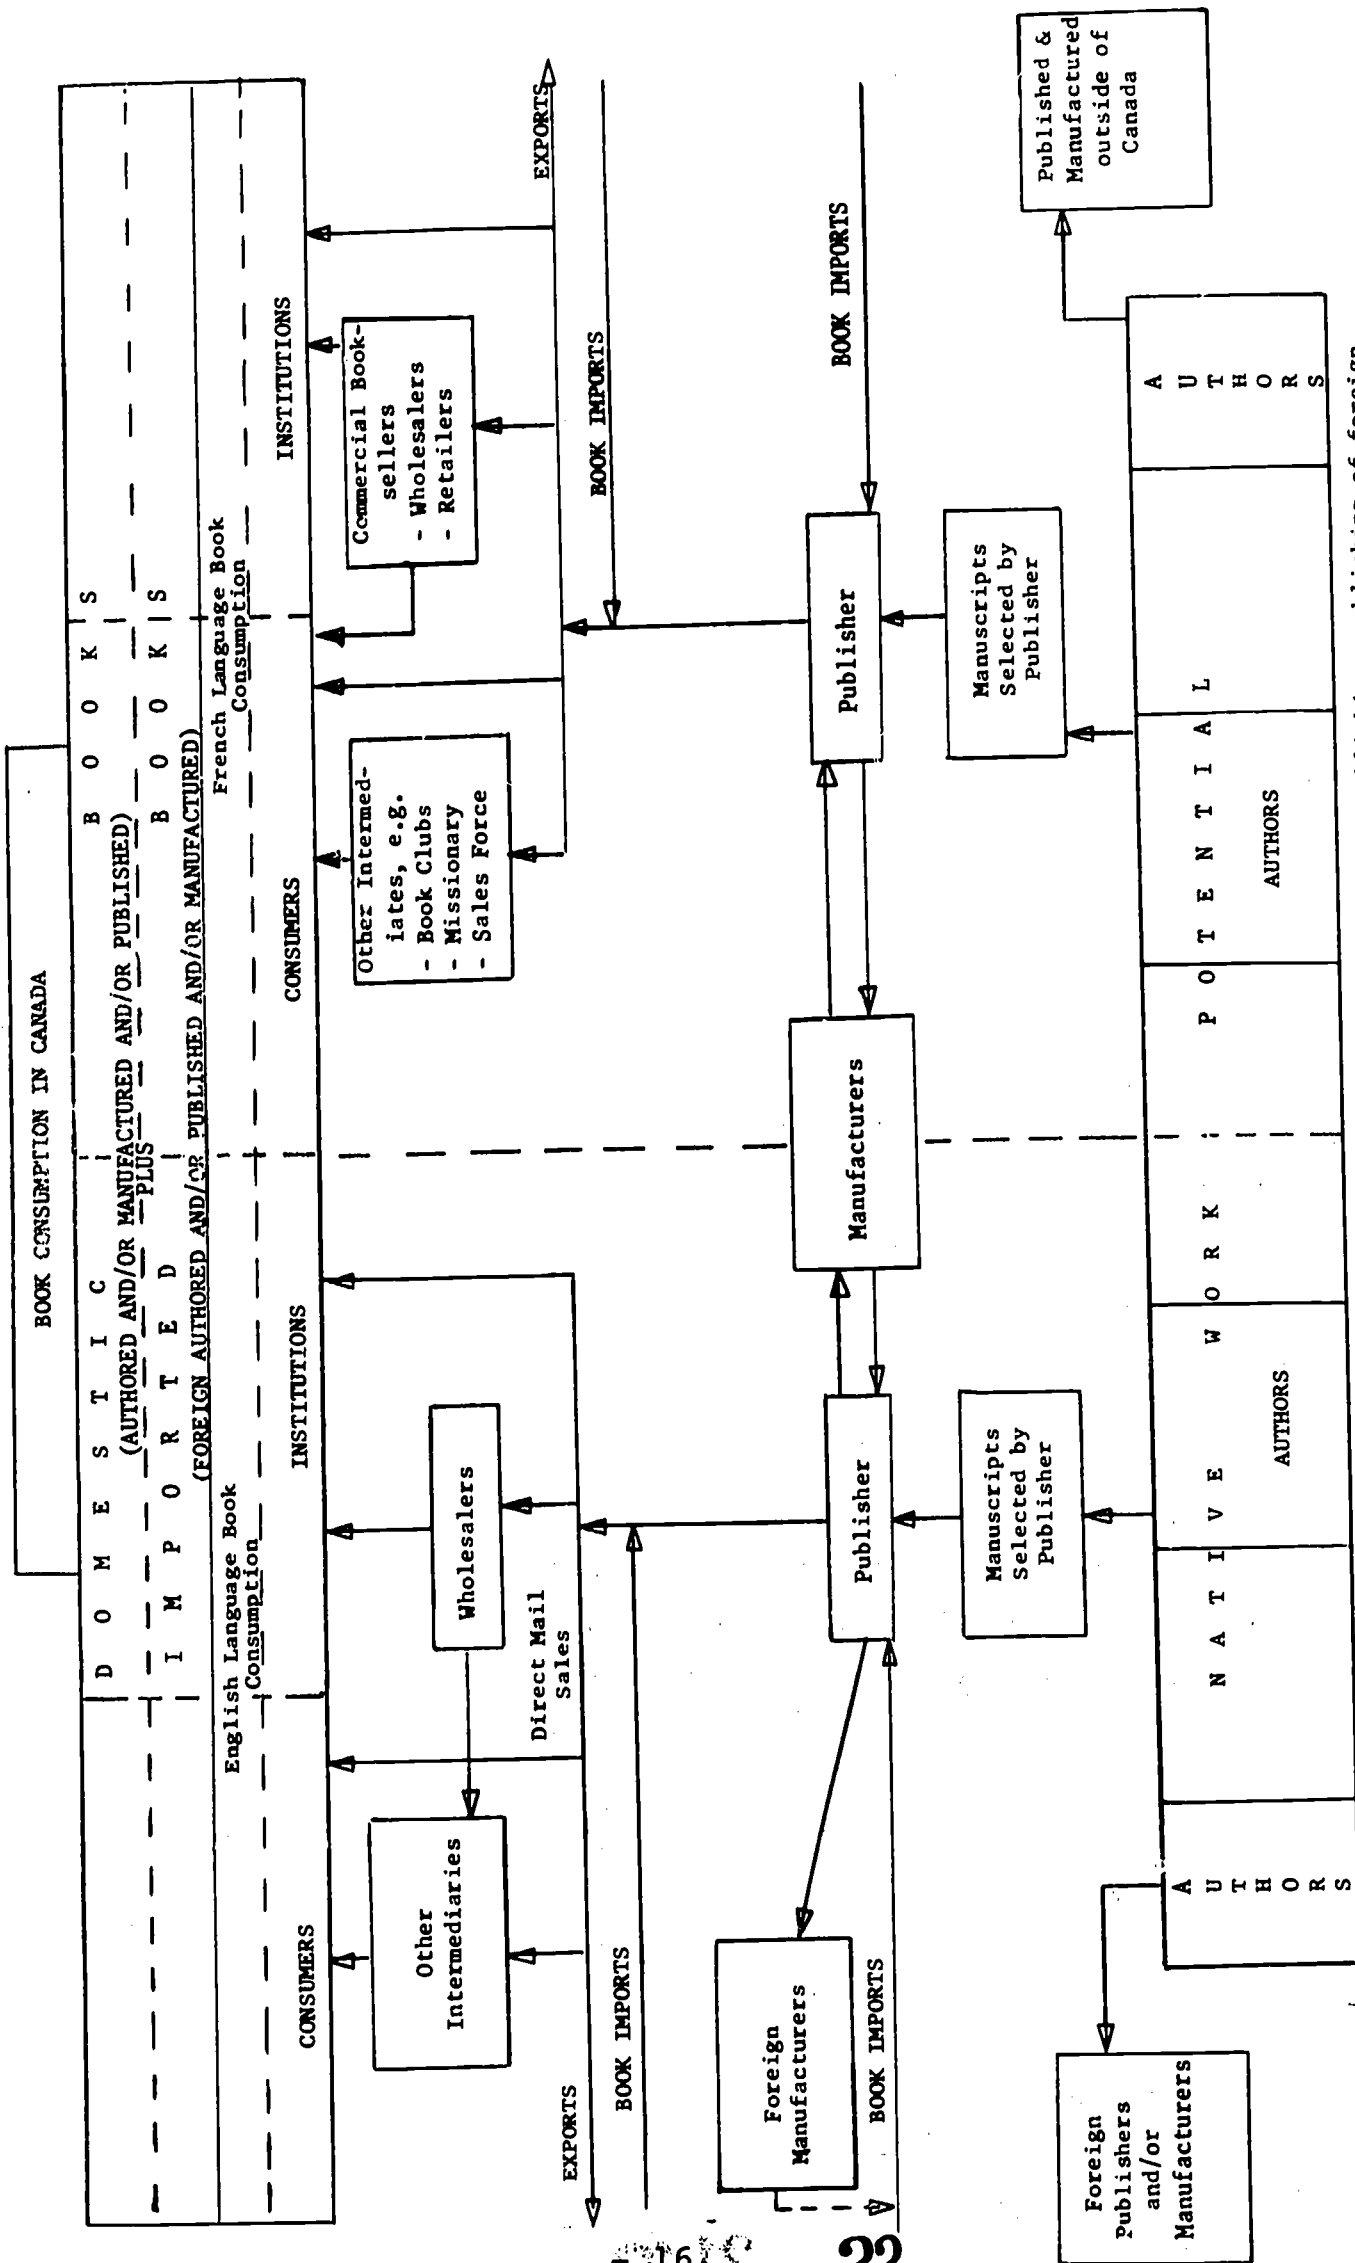 BOOK CONSUMPTION IN CANADA
D O M E S T I C B O O K S
(AUTHORED AND/OR MANUFACTURED AND/OR PUBLISHED)
PLUS
I M P O R T E D B O O K S
(FOREIGN AUTHORED AND/OR PUBLISHED AND/OR MANUFACTURED)
English Language Book
Consumption
French Language Book
Consumption
CONSUMERS
INSTITUTIONS
CONSUMERS
INSTITUTIONS
Other
Intermediaries
Wholesalers
Direct Mail
Sales
Other Intermed-
iates, e.g.
- Book Clubs
- Missionary
- Sales Force
Commercial Book-
sellers
- Wholesalers
- Retailers
EXPORTS
EXPORTS
BOOK IMPORTS
BOOK IMPORTS
Foreign
Manufacturers
BOOK IMPORTS
Publisher
Manufacturers
Publisher
BOOK IMPORTS
Manuscripts
Selected by
Publisher
Manuscripts
Selected by
Publisher
Foreign
Publishers
and/or
Manufacturers
Published &
Manufactured
outside of
Canada
A
U
T
H
O
R
S
N A T I V E W O R K P O T E N T I A L
AUTHORS
AUTHORS
A
U
T
H
O
R
S
of foreign
16
22